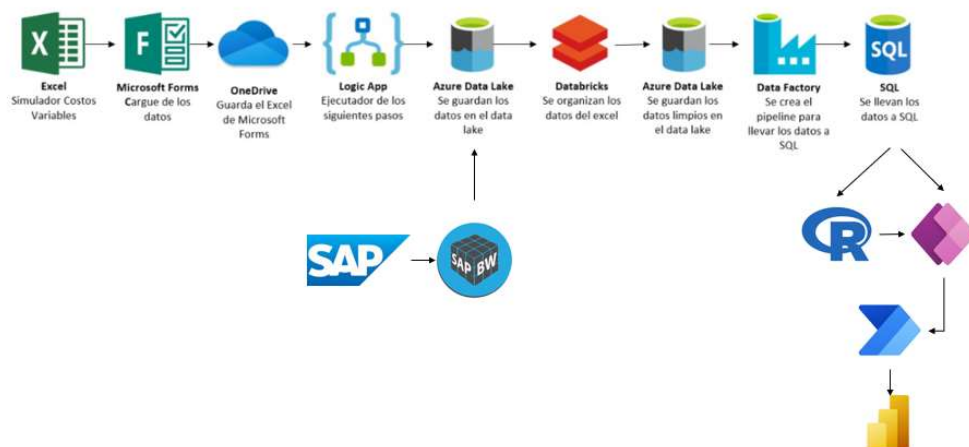 X
Excel
Simulador Costos
Variables
F
Microsoft Forms
Cargue de los
datos
OneDrive
Guarda el Excel
de Microsoft
Forms
Logic App
Ejecutador de los
siguientes pasos
Azure Data Lake
Se guardan los
datos en el data
lake
Databricks
Se organizan los
datos del excel
Azure Data Lake
Se guardan los
datos limpios en
el data lake
Data Factory
Se crea el
pipeline para
llevar los datos a
SQL
SQL
SQL
Se llevan los
datos a SQL
R
SAP
SAP BW